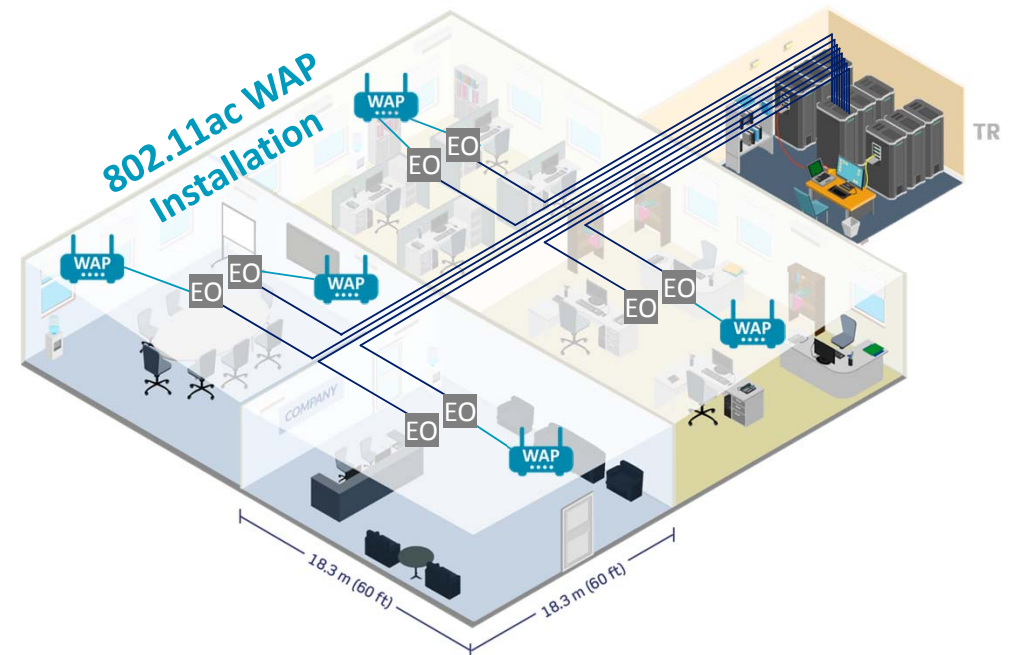 802.11ac WAP
Installation
WAP
EO
EO
TR
WAP
EO
EO
WAP
EO
EO
WAP
COMPANY
EO
EO
WAP
18.3 m (60 ft)
18.3 m (60 ft)